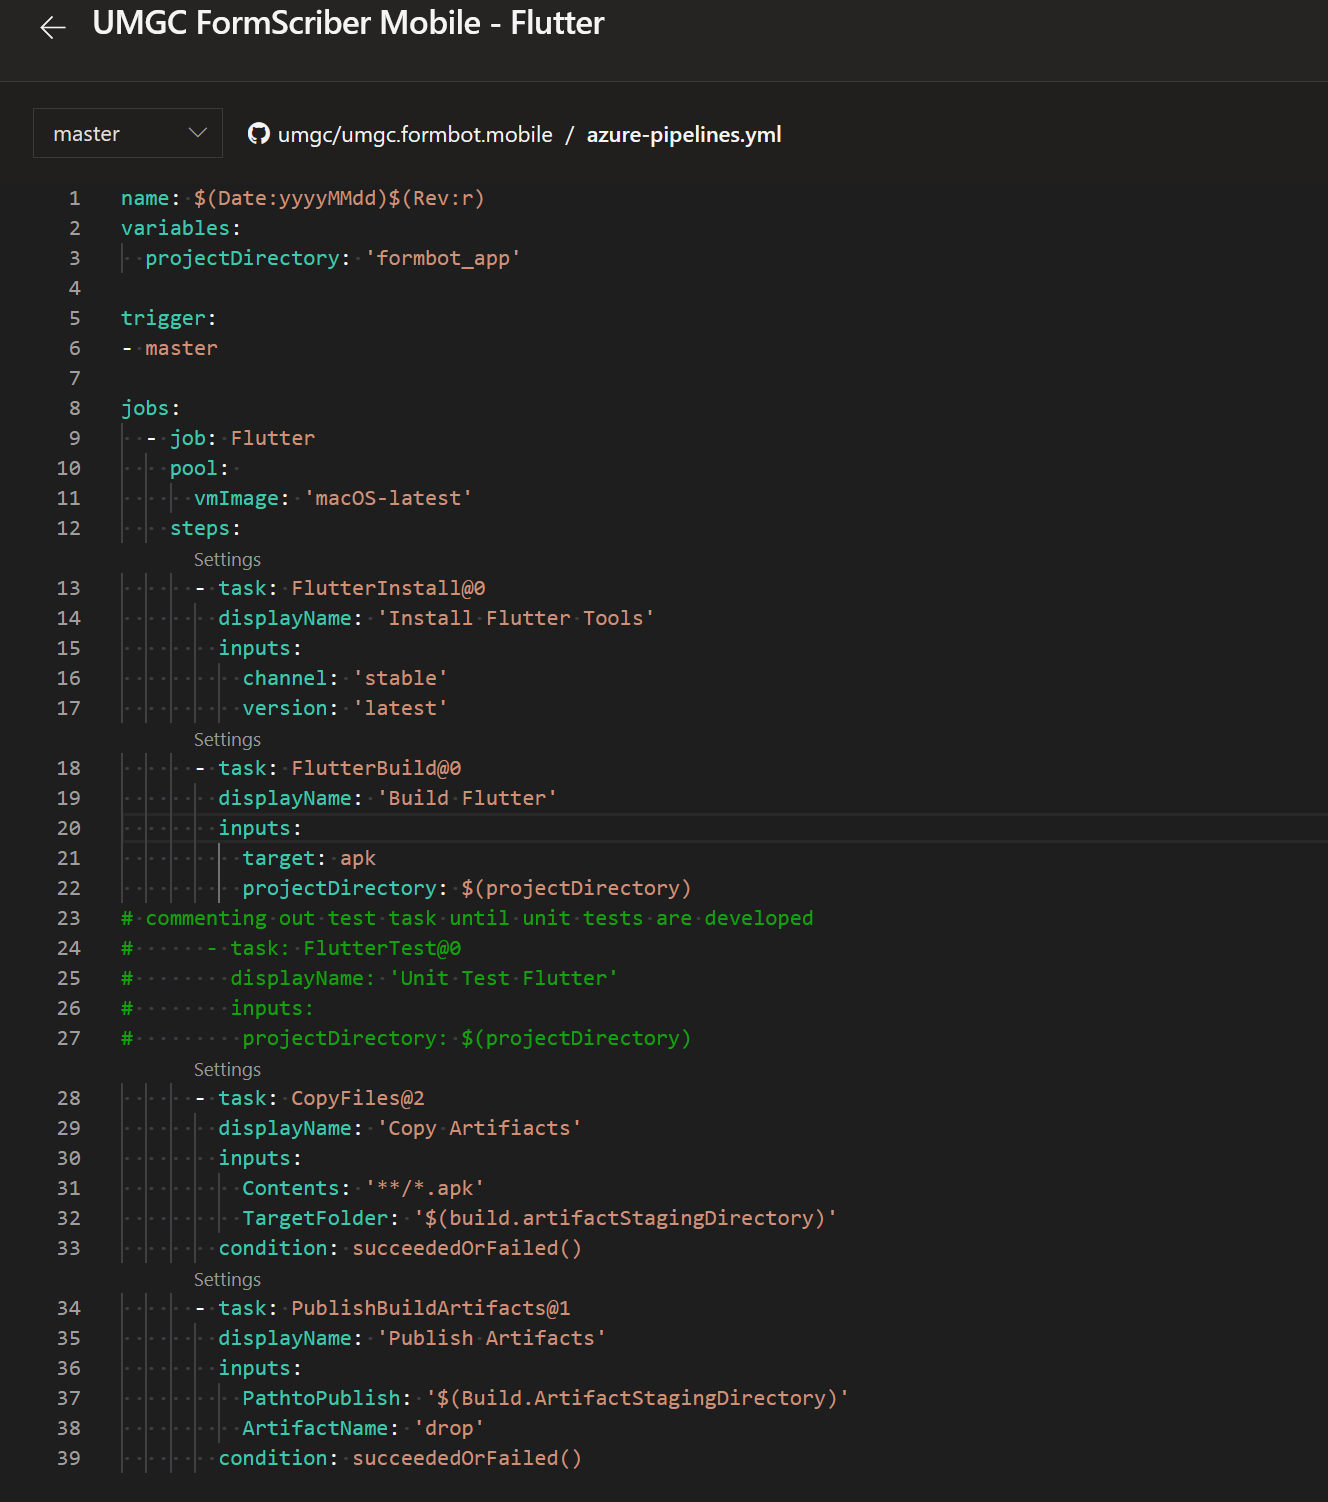 UMGC FormScriber Mobile - Flutter
master
umgc/umgc.formbot.mobile / azure-pipelines.yml
1 name: $(Date:yyyyMMdd)$(Rev:r)
2 variables:
3   projectDirectory: 'formbot_app'
4
5 trigger:
6 - master
7
8 jobs:
9   - job: Flutter
10     pool:
11       vmImage: 'macOS-latest'
12     steps:
Settings
13       - task: FlutterInstall@0
14         displayName: 'Install Flutter Tools'
15         inputs:
16           channel: 'stable'
17           version: 'latest'
Settings
18       - task: FlutterBuild@0
19         displayName: 'Build Flutter'
20         inputs:
21           target: apk
22           projectDirectory: $(projectDirectory)
23 # commenting out test task until unit tests are developed
24 #      - task: FlutterTest@0
25 #        displayName: 'Unit Test Flutter'
26 #        inputs:
27 #         projectDirectory: $(projectDirectory)
Settings
28       - task: CopyFiles@2
29         displayName: 'Copy Artifiacts'
30         inputs:
31           Contents: '**/*.apk'
32           TargetFolder: '$(build.artifactStagingDirectory)'
33         condition: succeededOrFailed()
Settings
34       - task: PublishBuildArtifacts@1
35         displayName: 'Publish Artifacts'
36         inputs:
37           PathtoPublish: '$(Build.ArtifactStagingDirectory)'
38           ArtifactName: 'drop'
39         condition: succeededOrFailed()